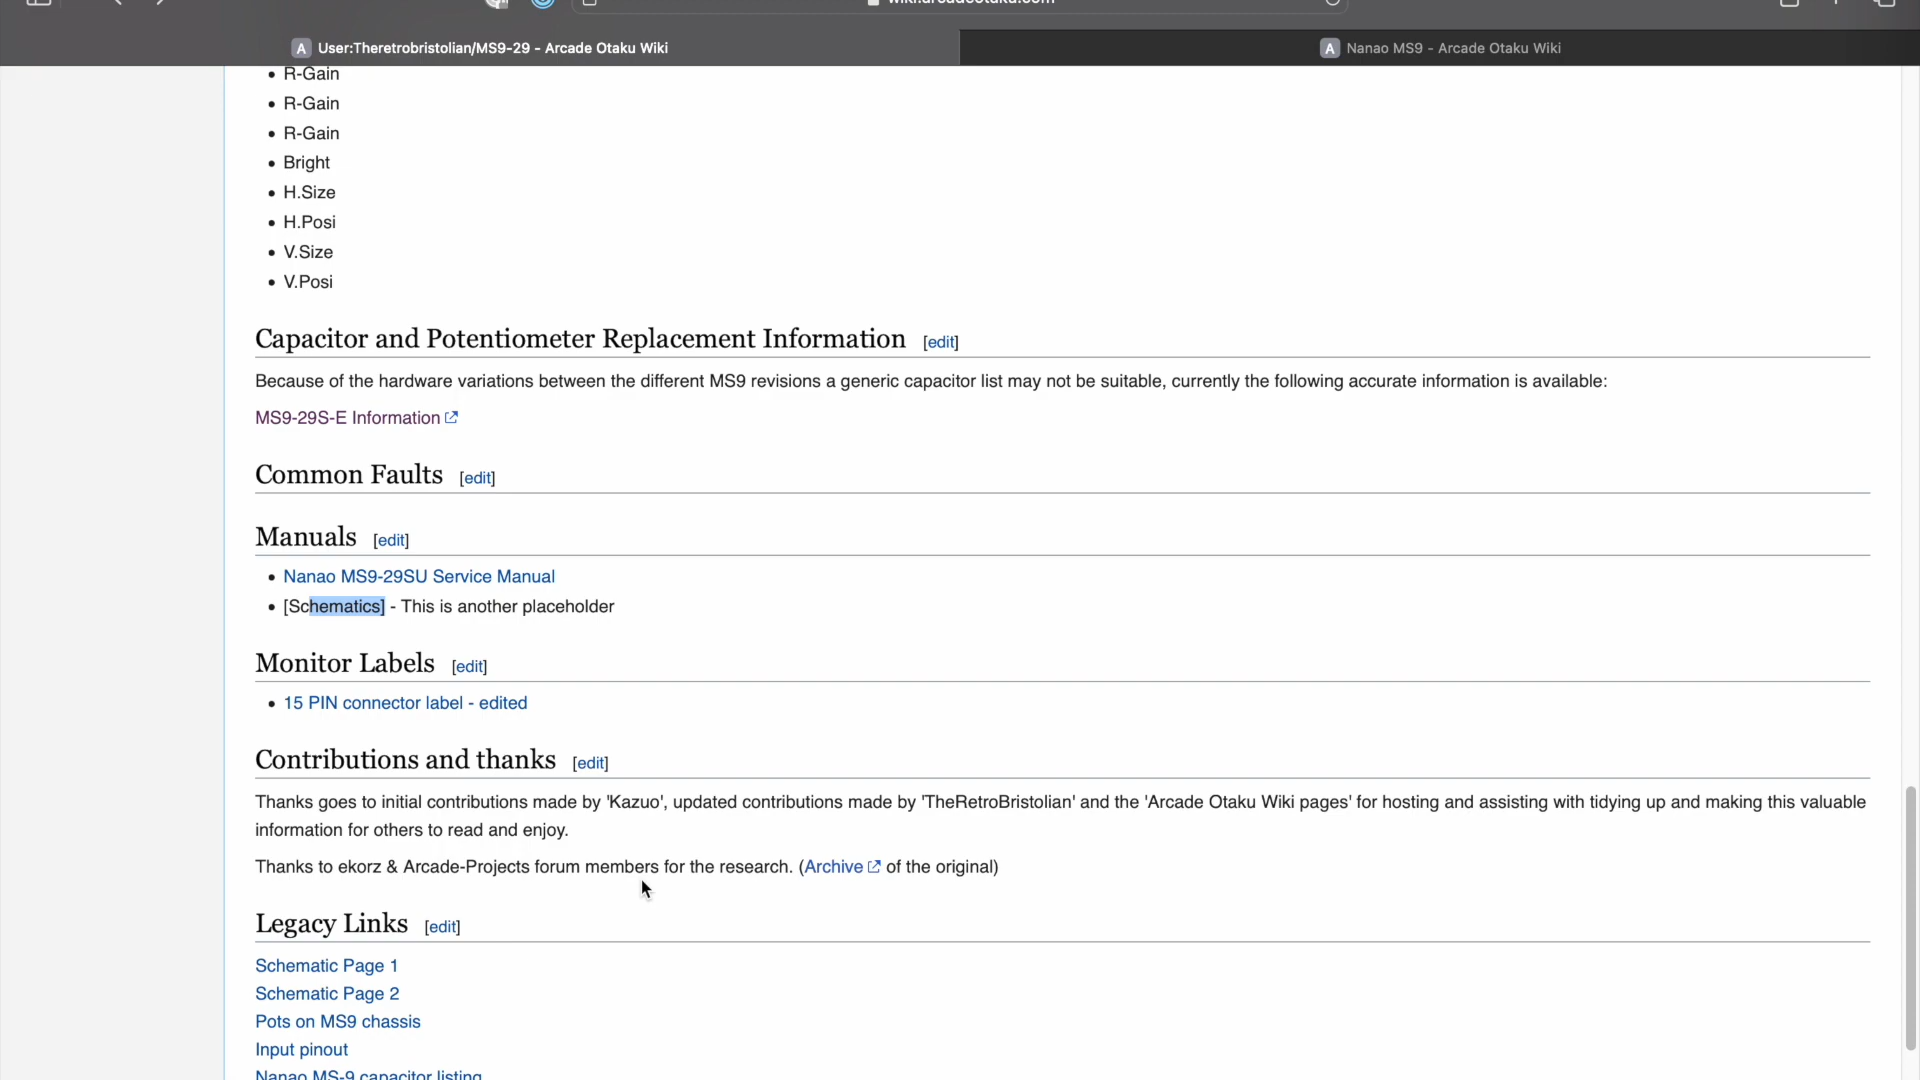 User:Theretrobristolian/MS9-29 - Arcade Otaku Wiki
Nanao MS9 - Arcade Otaku Wiki
R-Gain
R-Gain
R-Gain
Bright
H.Size
H.Posi
V.Size
V.Posi
Capacitor and Potentiometer Replacement Information [edit]
Because of the hardware variations between the different MS9 revisions a generic capacitor list may not be suitable, currently the following accurate information is available:
MS9-29S-E Information
Common Faults [edit]
Manuals [edit]
Nanao MS9-29SU Service Manual
[Schematics] - This is another placeholder
Monitor Labels [edit]
15 PIN connector label - edited
Contributions and thanks [edit]
Thanks goes to initial contributions made by 'Kazuo', updated contributions made by 'TheRetroBristolian' and the 'Arcade Otaku Wiki pages' for hosting and assisting with tidying up and making this valuable
information for others to read and enjoy.
Thanks to ekorz & Arcade-Projects forum members for the research. (Archive of the original)
Legacy Links [edit]
Schematic Page 1
Schematic Page 2
Pots on MS9 chassis
Input pinout
Nanao MS-9 capacitor listing